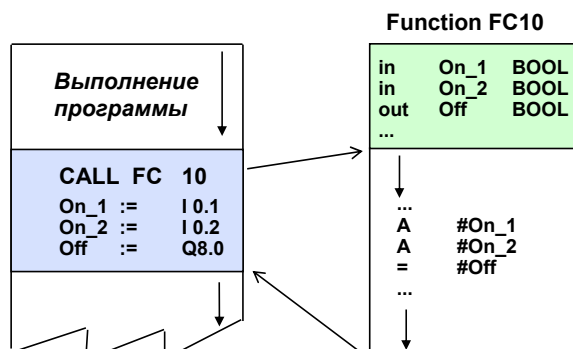 Function FC10
Выполнение
программы
in On_1 BOOL
in On_2 BOOL
out Off BOOL
...
CALL FC 10
On_1 := I 0.1
On_2 := I 0.2
Off := Q8.0
...
A #On_1
A #On_2
= #Off
...